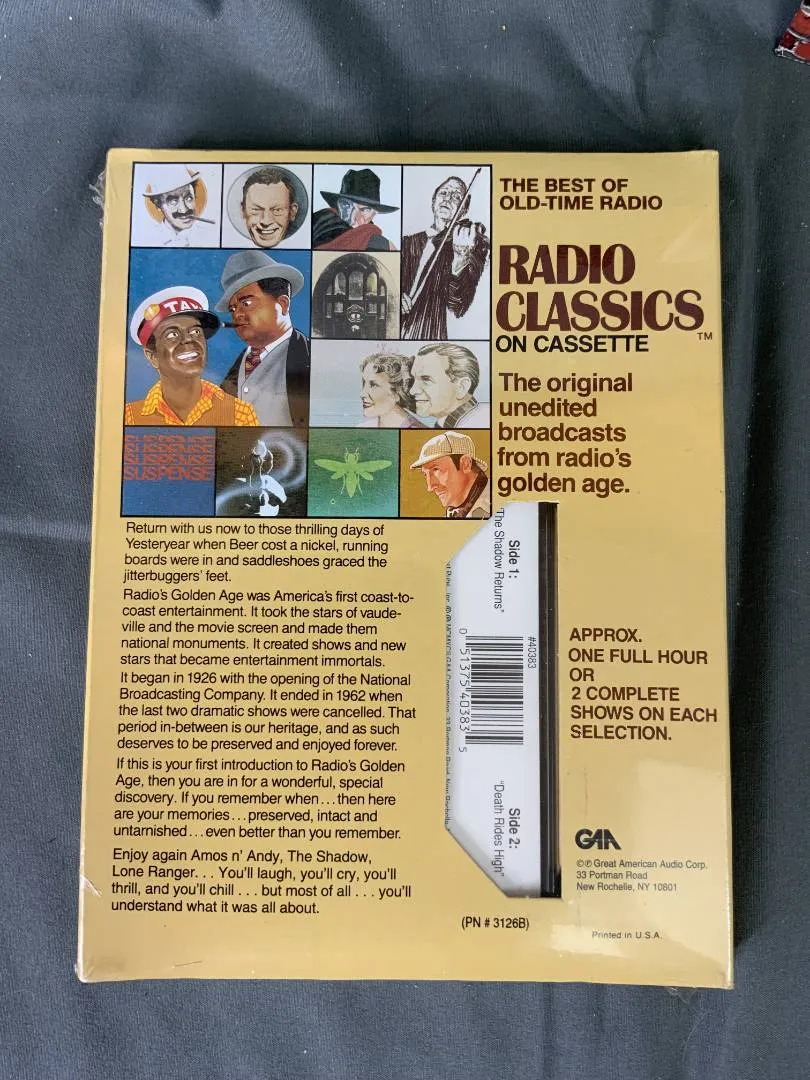 THE BEST OF
OLD-TIME RADIO
RADIO
CLASSICS™
ON CASSETTE
The original
unedited
broadcasts
from radio's
golden age.
TAX
SUSPENSE
SUSPENSE
SUSPENSE
Return with us now to those thrilling days of
Yesteryear when Beer cost a nickel, running
boards were in and saddleshoes graced the
jitterbuggers' feet.
Radio's Golden Age was America's first coast-to-
coast entertainment. It took the stars of vaude-
ville and the movie screen and made them
national monuments. It created shows and new
stars that became entertainment immortals.
It began in 1926 with the opening of the National
Broadcasting Company. It ended in 1962 when
the last two dramatic shows were cancelled. That
period in-between is our heritage, and as such
deserves to be preserved and enjoyed forever.
If this is your first introduction to Radio's Golden
Age, then you are in for a wonderful, special
discovery. If you remember when...then here
are your memories...preserved, intact and
untarnished...even better than you remember.
Enjoy again Amos n' Andy, The Shadow,
Lone Ranger... You'll laugh, you'll cry, you'll
thrill, and you'll chill ... but most of all ... you'll
understand what it was all about.
Side 1:
"The Shadow Returns"
#40383
0 51375 40383 5
Side 2:
"Death Rides High"
APPROX.
ONE FULL HOUR
OR
2 COMPLETE
SHOWS ON EACH
SELECTION.
GAA
©℗ Great American Audio Corp.
33 Portman Road
New Rochelle, NY 10801
(PN # 3126B)
Printed in U.S.A.